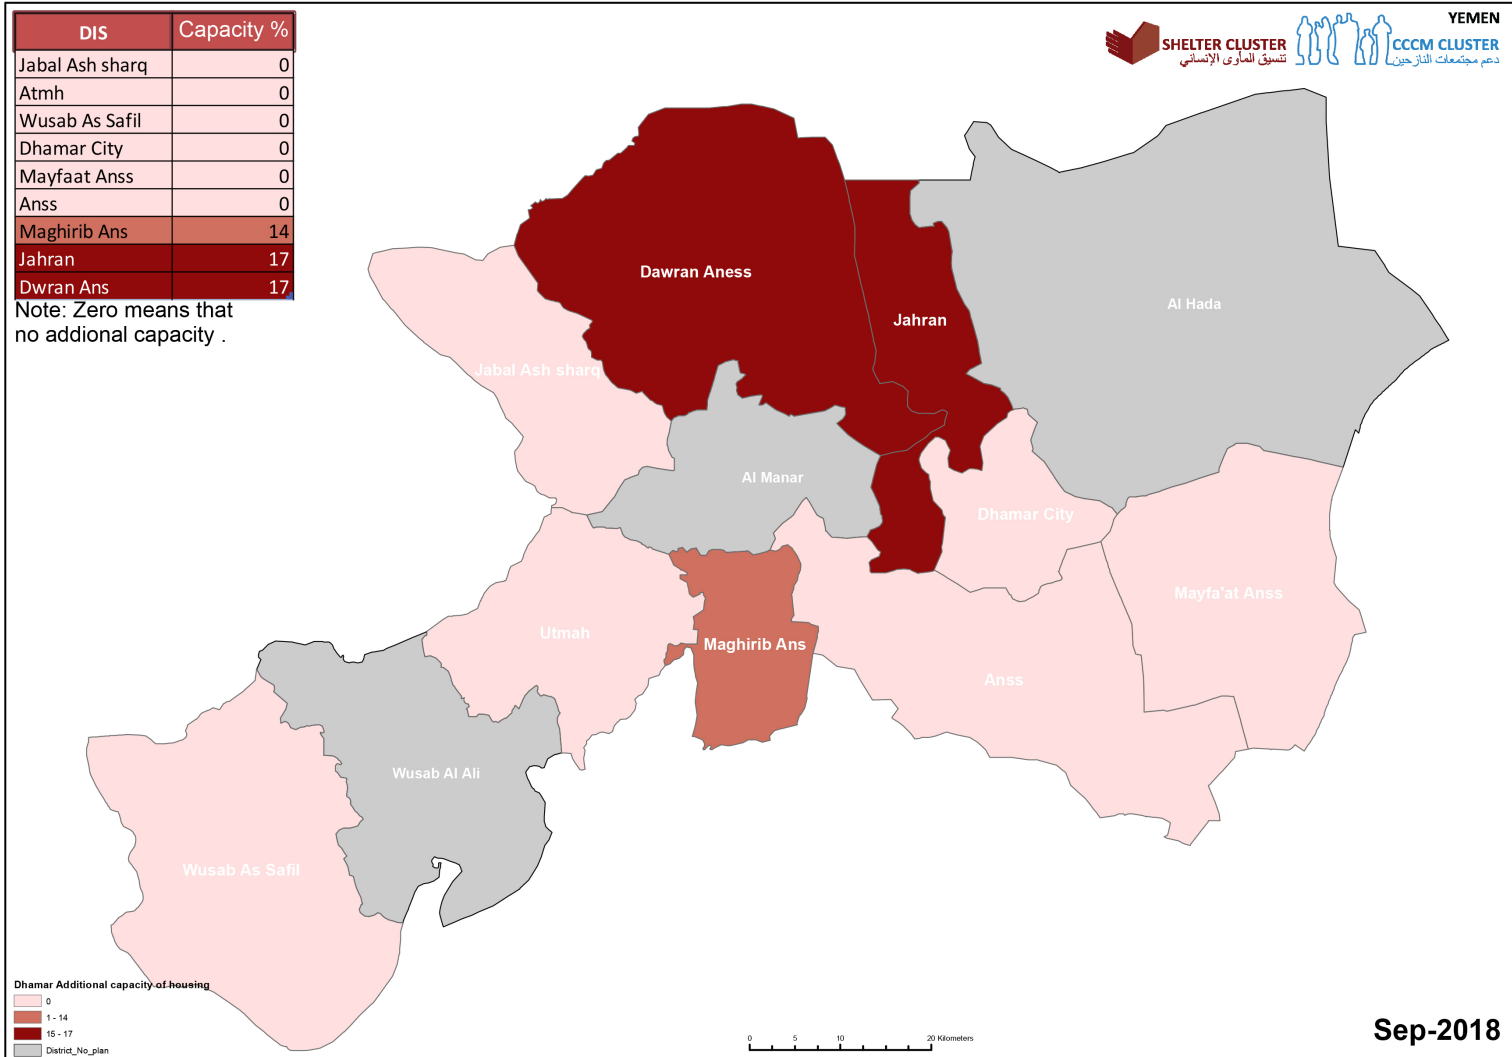 DIS Capacity %
Jabal Ash sharq 0
Atmh 0
Wusab As Safil 0
Dhamar City 0
Mayfaat Anss 0
Anss 0
Maghirib Ans 14
Jahran 17
Dwran Ans 17
Note: Zero means that
no addional capacity .
YEMEN
SHELTER CLUSTER
تنسيق المأوى الإنساني
CCCM CLUSTER
دعم مجتمعات النازحين
Dawran Aness
Jahran
Al Hada
Jabal Ash sharq
Al Manar
Dhamar City
Mayfa'at Anss
Utmah
Maghirib Ans
Anss
Wusab Al Ali
Wusab As Safil
Dhamar Additional capacity of housing
0
1 - 14
15 - 17
District_No_plan
0 5 10 20 Kilometers
Sep-2018